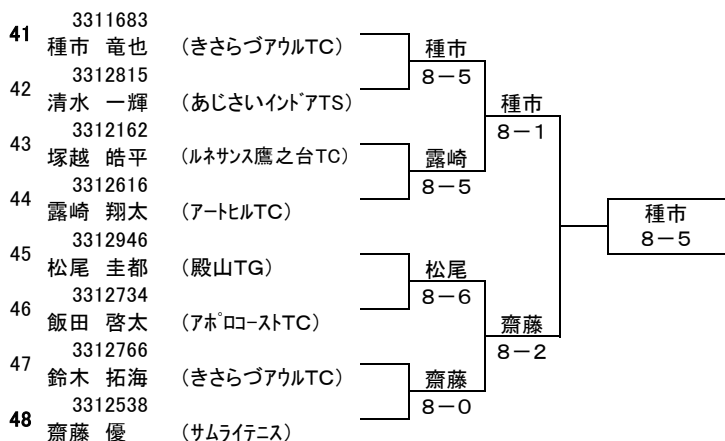 3311683
41 種市 竜也 (きさらづアウルTC)
3312815
42 清水 一輝 (あじさいインドアTS)
3312162
43 塚越 皓平 (ルネサンス鷹之台TC)
3312616
44 露崎 翔太 (アートヒルTC)
3312946
45 松尾 圭都 (殿山TG)
3312734
46 飯田 啓太 (アポロコーストTC)
3312766
47 鈴木 拓海 (きさらづアウルTC)
3312538
48 齋藤 優 (サムライテニス)
種市
8-5
露崎
8-5
松尾
8-6
齋藤
8-0
種市
8-1
齋藤
8-2
種市
8-5